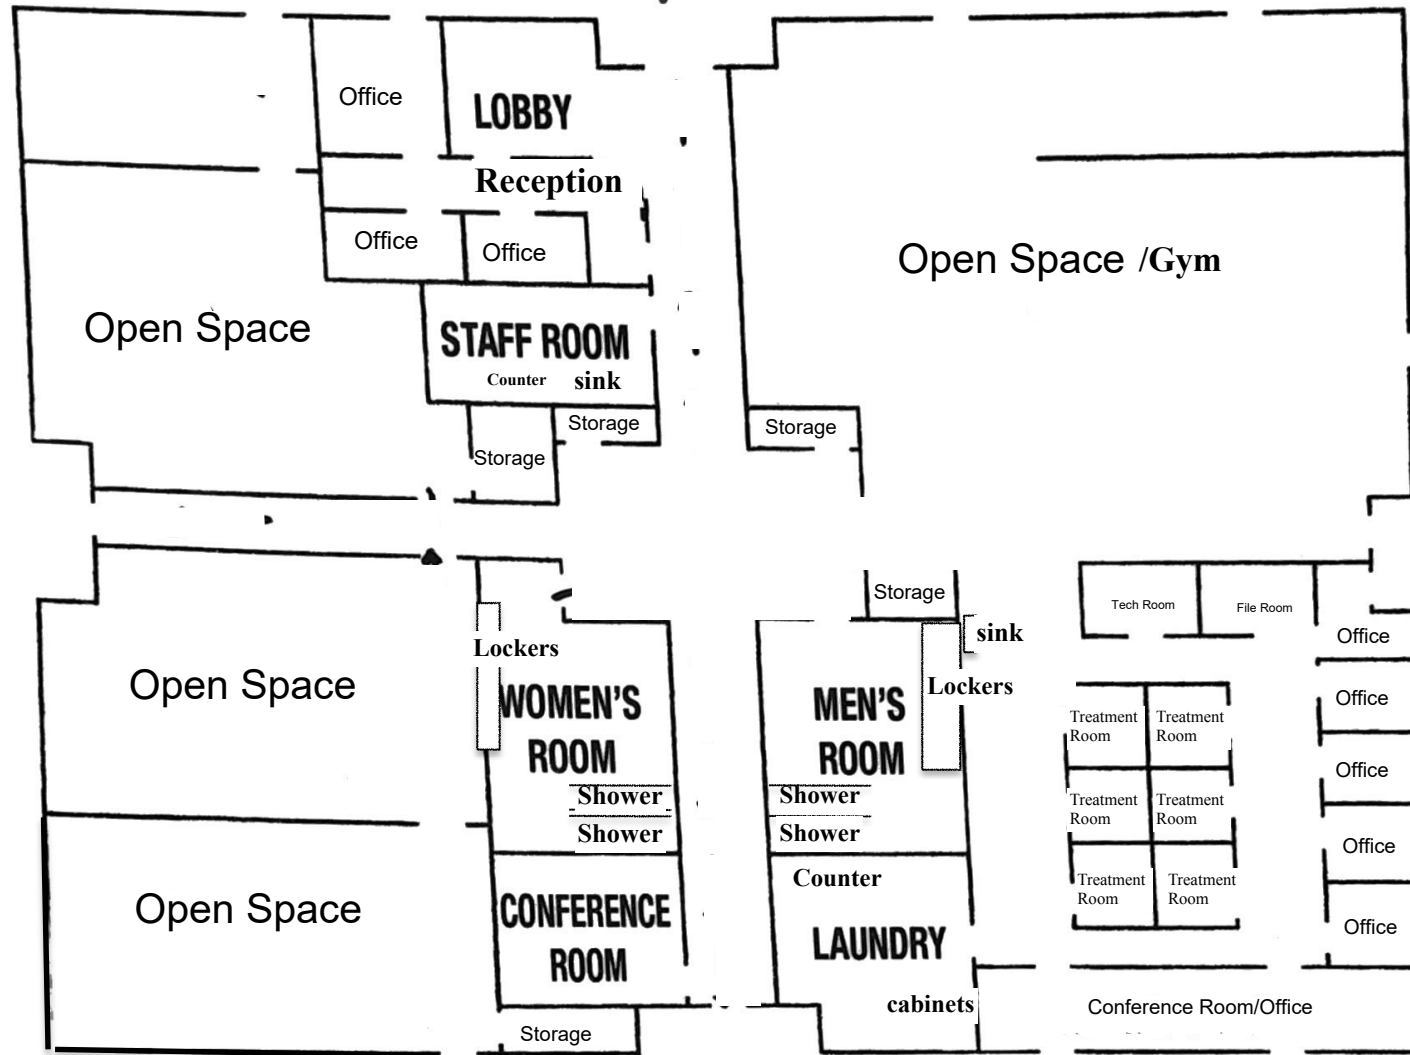 Office
LOBBY
Reception
Office
Office
Open Space /Gym
Open Space
STAFF ROOM
Counter
sink
Storage
Storage
Storage
Storage
Tech Room
File Room
sink
Office
Lockers
Open Space
WOMEN'S
ROOM
Lockers
MEN'S
ROOM
Treatment
Room
Treatment
Room
Office
Office
Shower
Shower
Shower
Shower
Treatment
Room
Treatment
Room
Office
Counter
Treatment
Room
Treatment
Room
Office
Open Space
CONFERENCE
ROOM
LAUNDRY
cabinets
Conference Room/Office
Storage